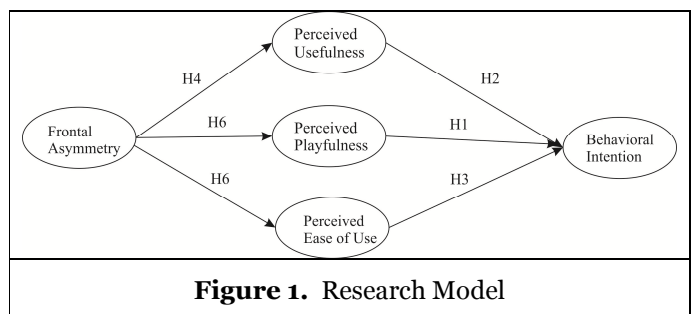 Perceived
Usefulness
H4
H2
Frontal
Asymmetry
H6
Perceived
Playfulness
H1
Behavioral
Intention
H6
H3
Perceived
Ease of Use
Figure 1. Research Model